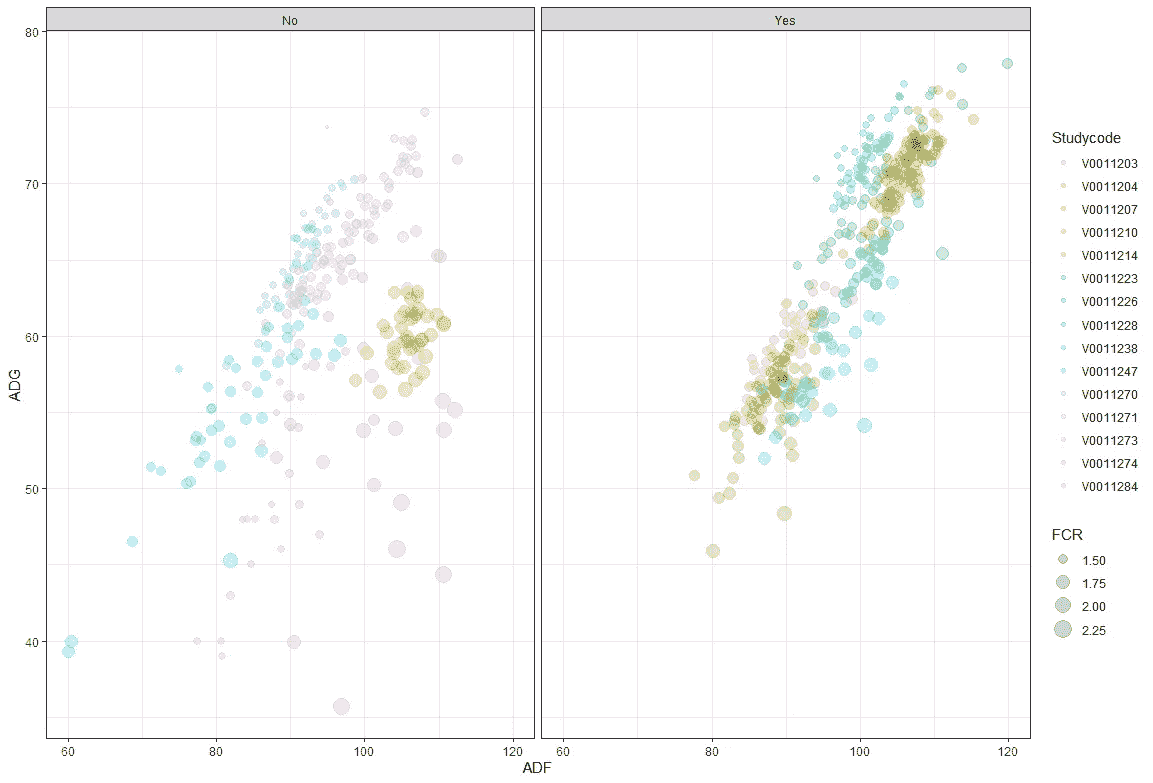 No
Yes
80
70
60
50
40
ADG
60
80
100
120
60
80
100
120
ADF
Studycode
V0011203
V0011204
V0011207
V0011210
V0011214
V0011223
V0011226
V0011228
V0011238
V0011247
V0011270
V0011271
V0011273
V0011274
V0011284
FCR
1.50
1.75
2.00
2.25